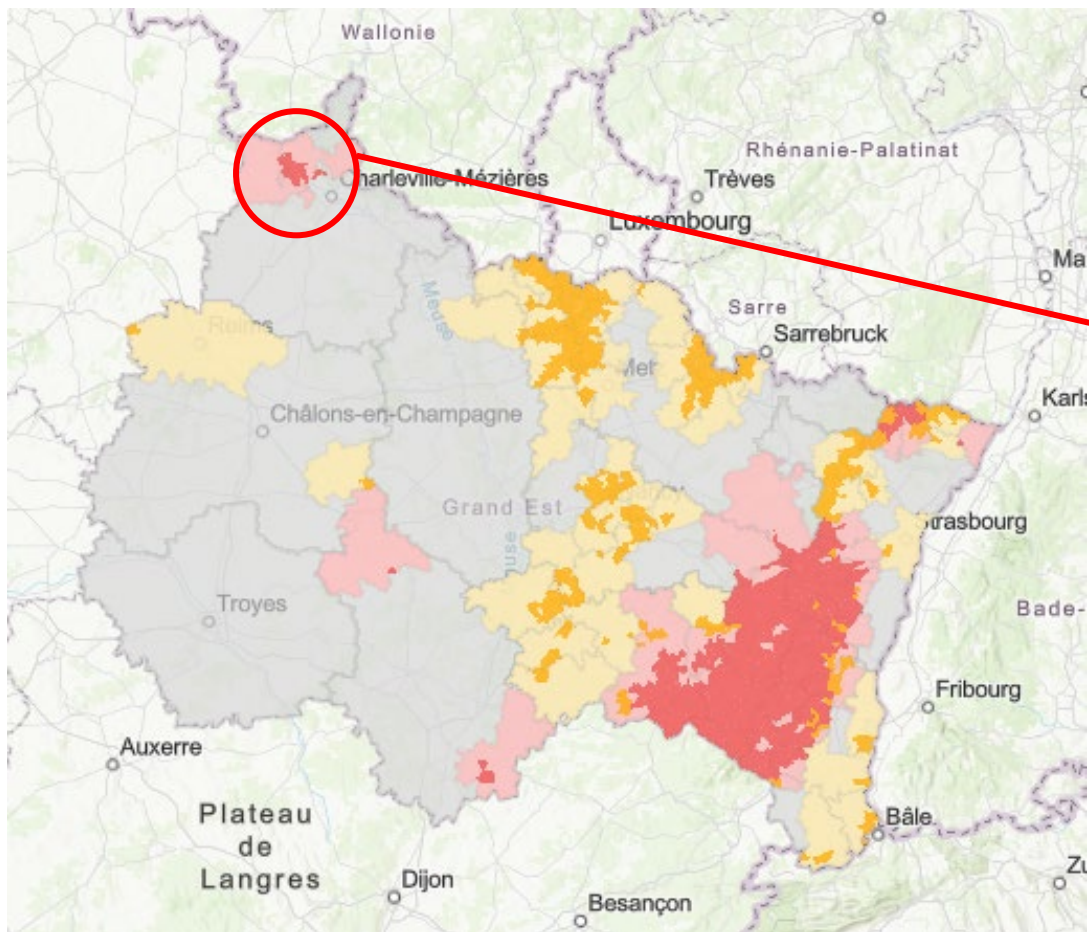 Wallonie
Rhénanie-Palatinat
Charleville-Mézières
Trèves
Luxembourg
Ma
Meuse
Sarre
Reims
Sarrebruck
Met
Karls
Châlons-en-Champagne
Grand Est
Strasbourg
Troyes
Bade-
Fribourg
Auxerre
Plateau
de
Langres
Bâle
Zu
Dijon
Besançon